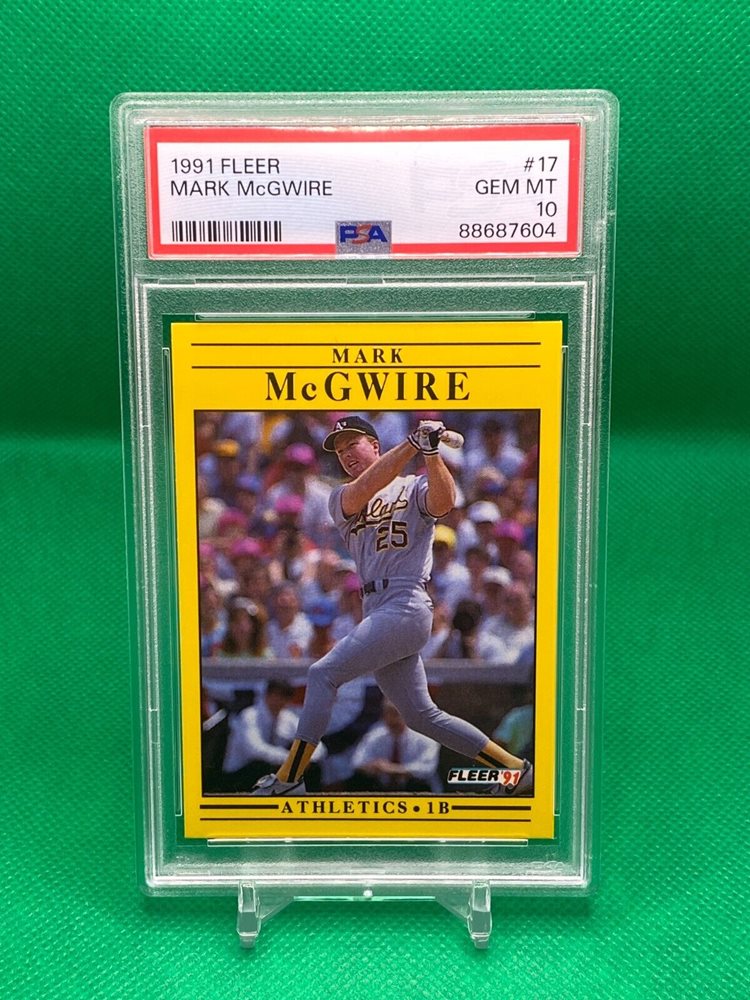 1991 FLEER #17
MARK McGWIRE GEM MT
10
PSA 88687604
MARK
McGWIRE
25
FLEER '91
ATHLETICS • 1B